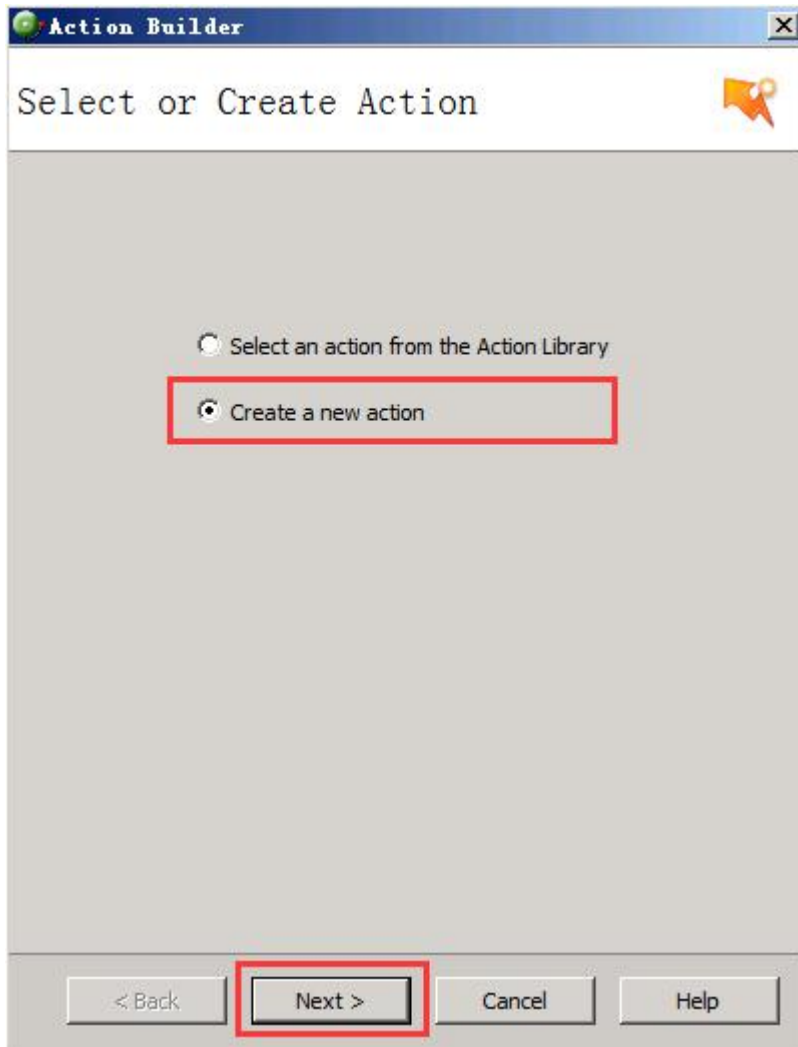 Action Builder
Select or Create Action
Select an action from the Action Library
Create a new action
< Back Next > Cancel Help